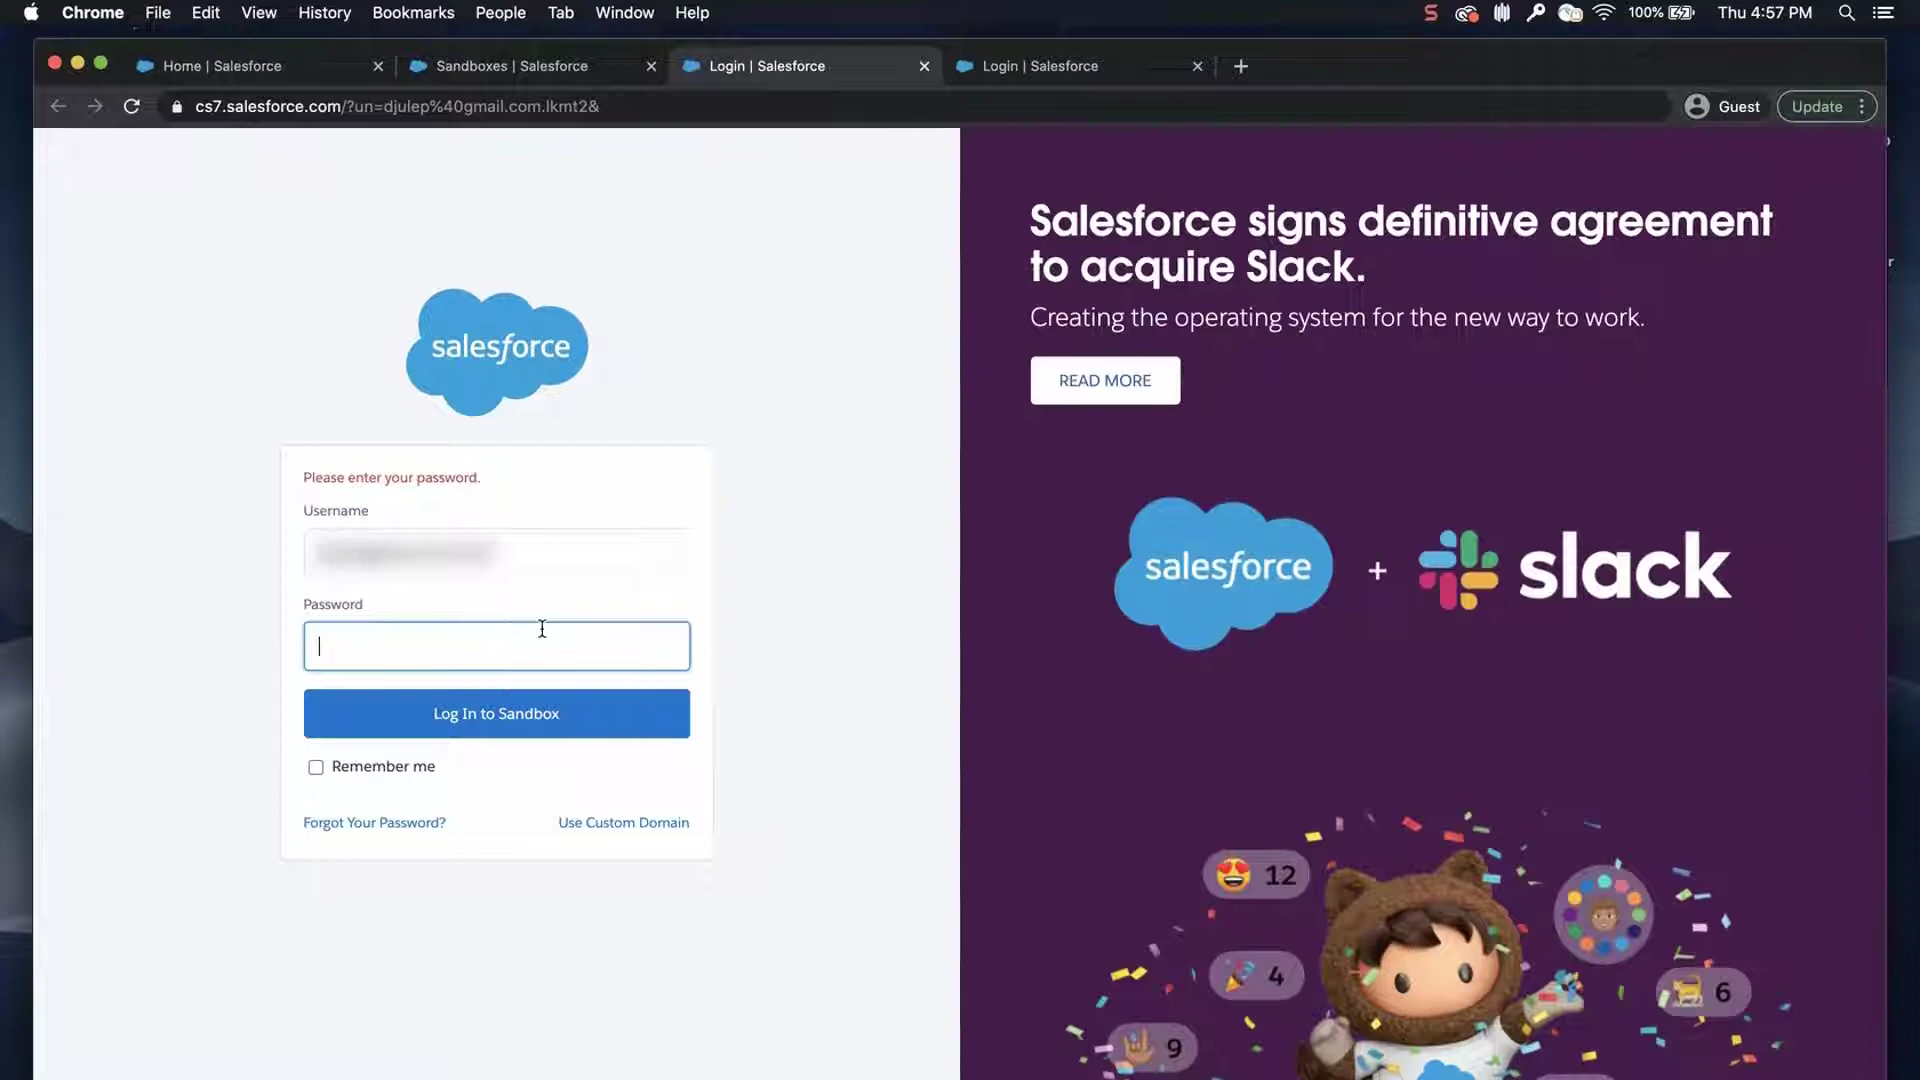 Chrome File Edit View History Bookmarks People Tab Window Help
100% Thu 4:57 PM
Home | Salesforce
Sandboxes | Salesforce
Login | Salesforce
Login | Salesforce
cs7.salesforce.com/?un=djulep%40gmail.com.lkmt2&
Guest
Update
salesforce
Please enter your password.
Username
Password
Log In to Sandbox
Remember me
Forgot Your Password?
Use Custom Domain
Salesforce signs definitive agreement
to acquire Slack.
Creating the operating system for the new way to work.
READ MORE
salesforce + slack
12
4
6
9